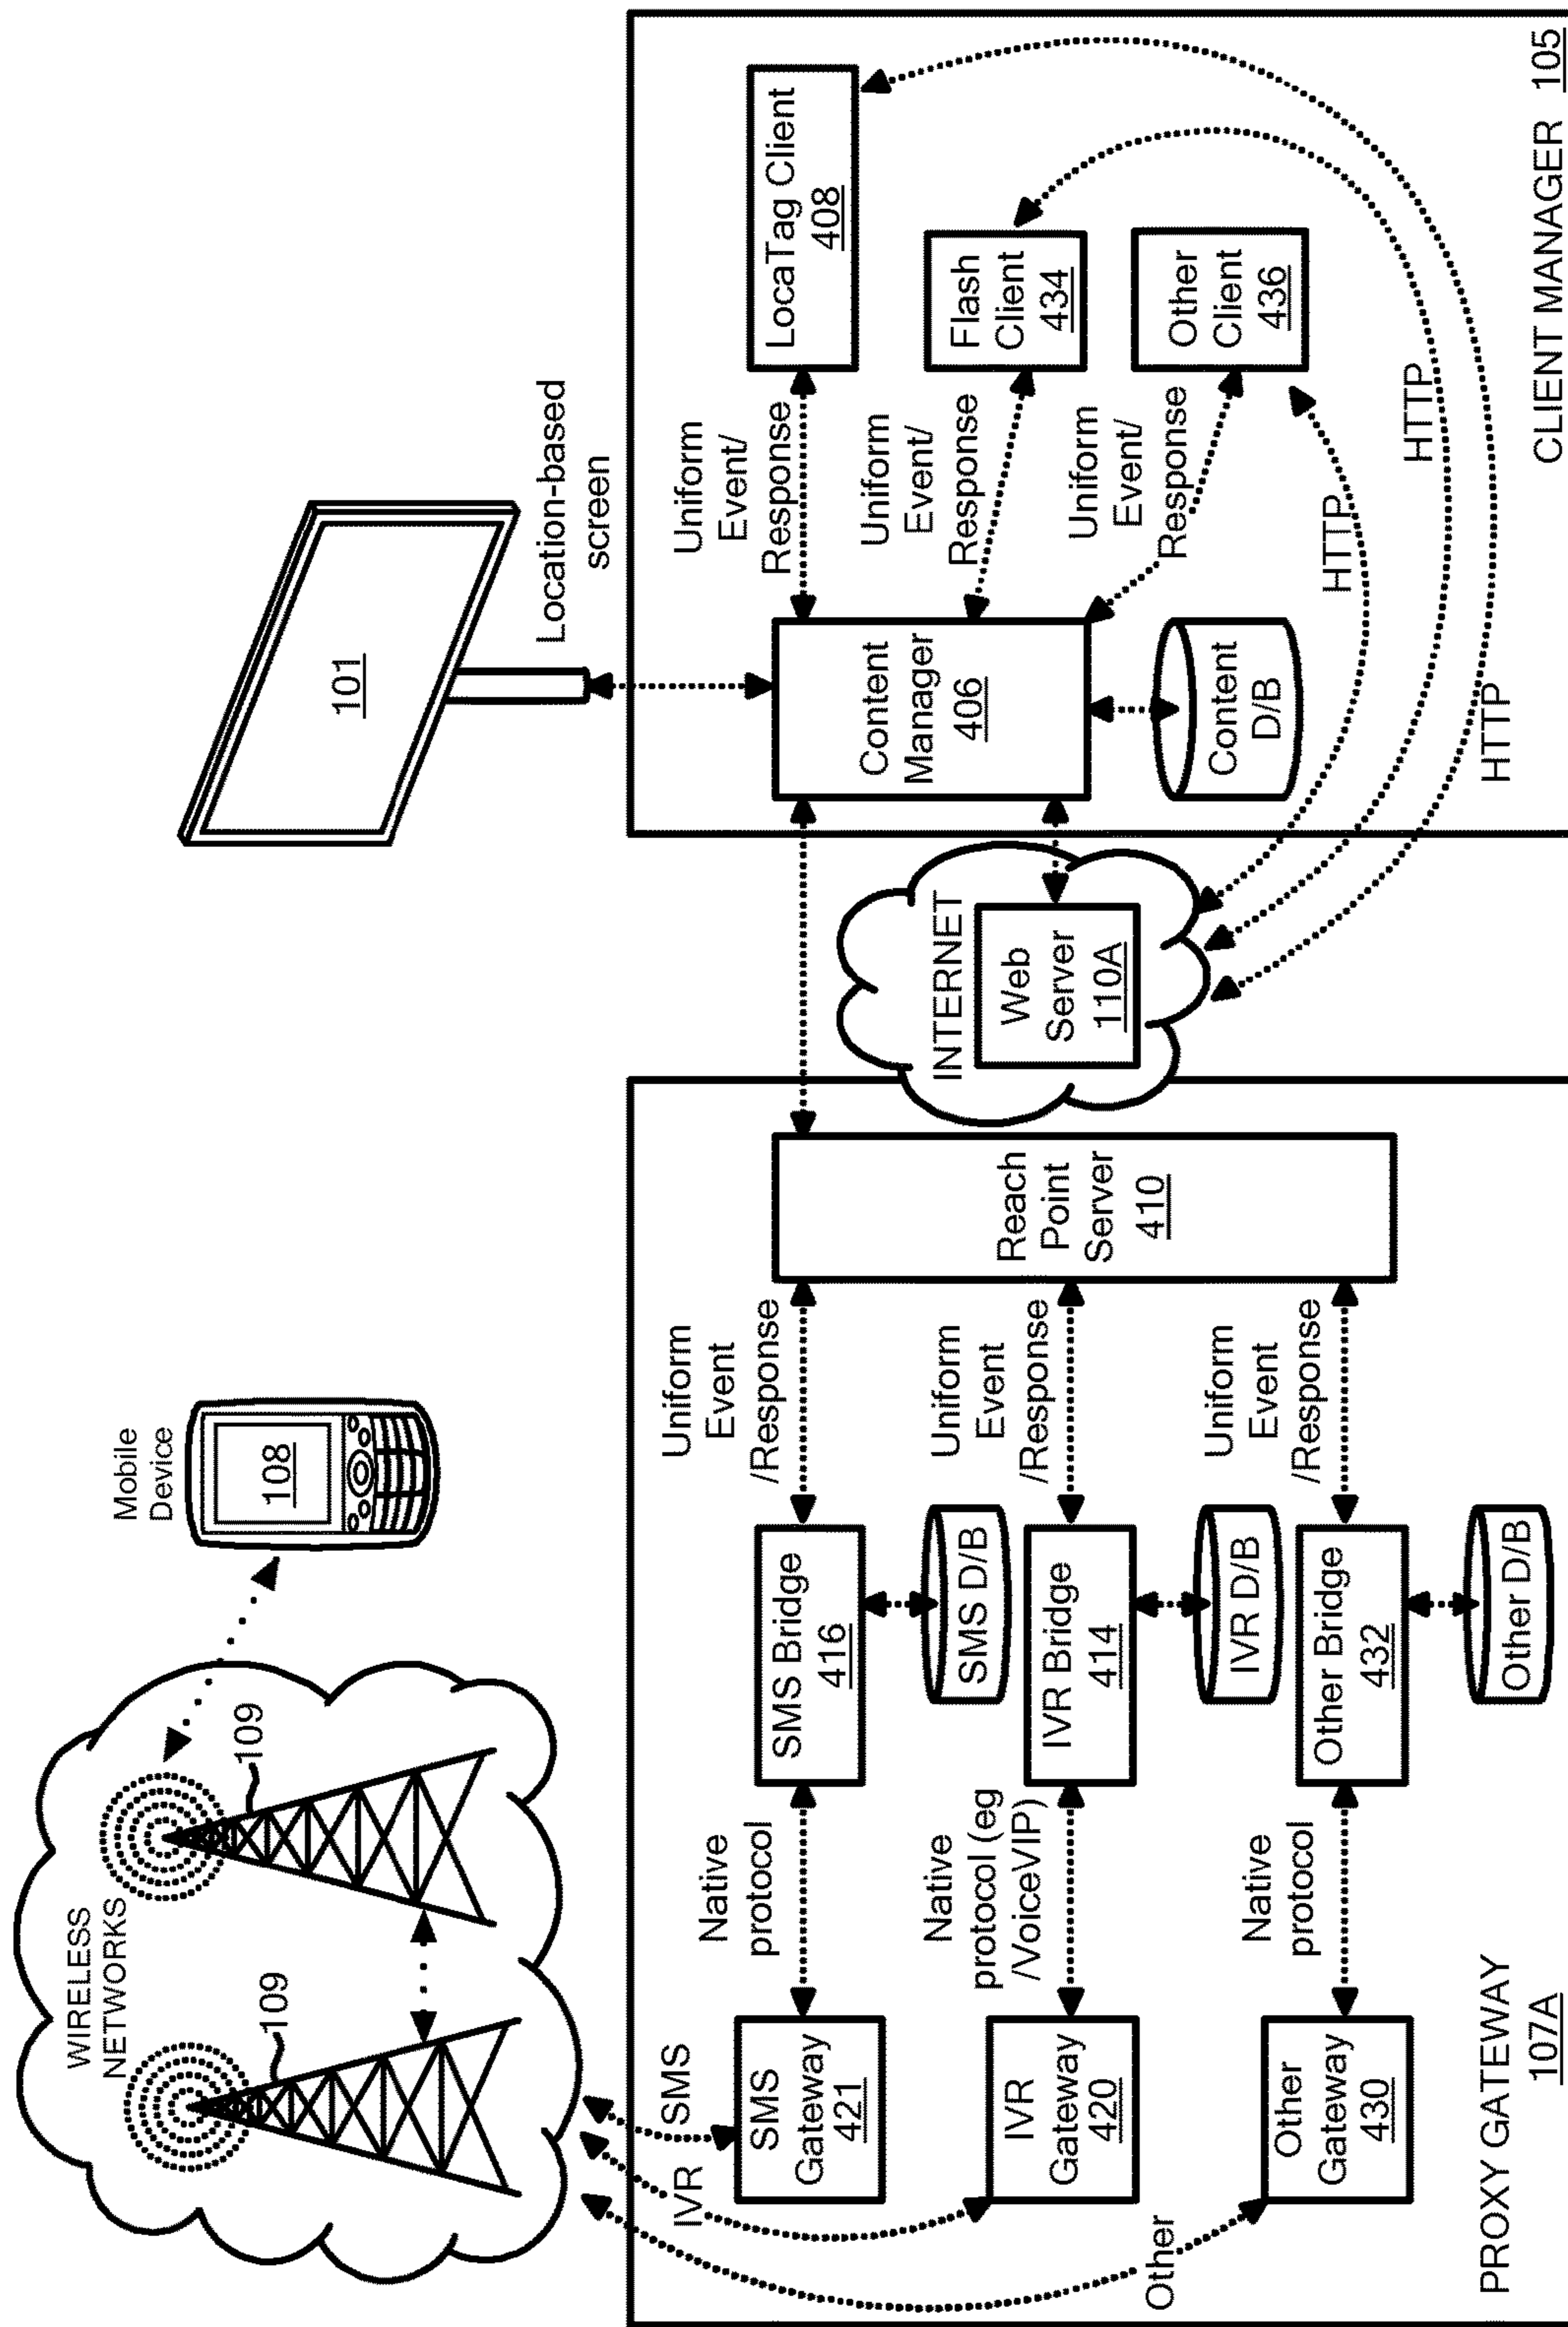 WIRELESS
NETWORKS
109
109
Mobile
Device
108
101
Location-based
screen
SMS
IVR
Other
SMS
Gateway
421
Native
protocol
SMS Bridge
416
Uniform
Event
/Response
SMS D/B
IVR
Gateway
420
Native
protocol (eg
/VoiceVIP)
IVR Bridge
414
Uniform
Event
/Response
IVR D/B
Other
Gateway
430
Native
protocol
Other Bridge
432
Uniform
Event
/Response
Other D/B
Reach
Point
Server
410
PROXY GATEWAY
107A
INTERNET
Web
Server
110A
Content
Manager
406
Content
D/B
Uniform
Event/
Response
LocaTag Client
408
Uniform
Event/
Response
Flash
Client
434
Uniform
Event/
Response
Other
Client
436
HTTP
HTTP
HTTP
CLIENT MANAGER 105